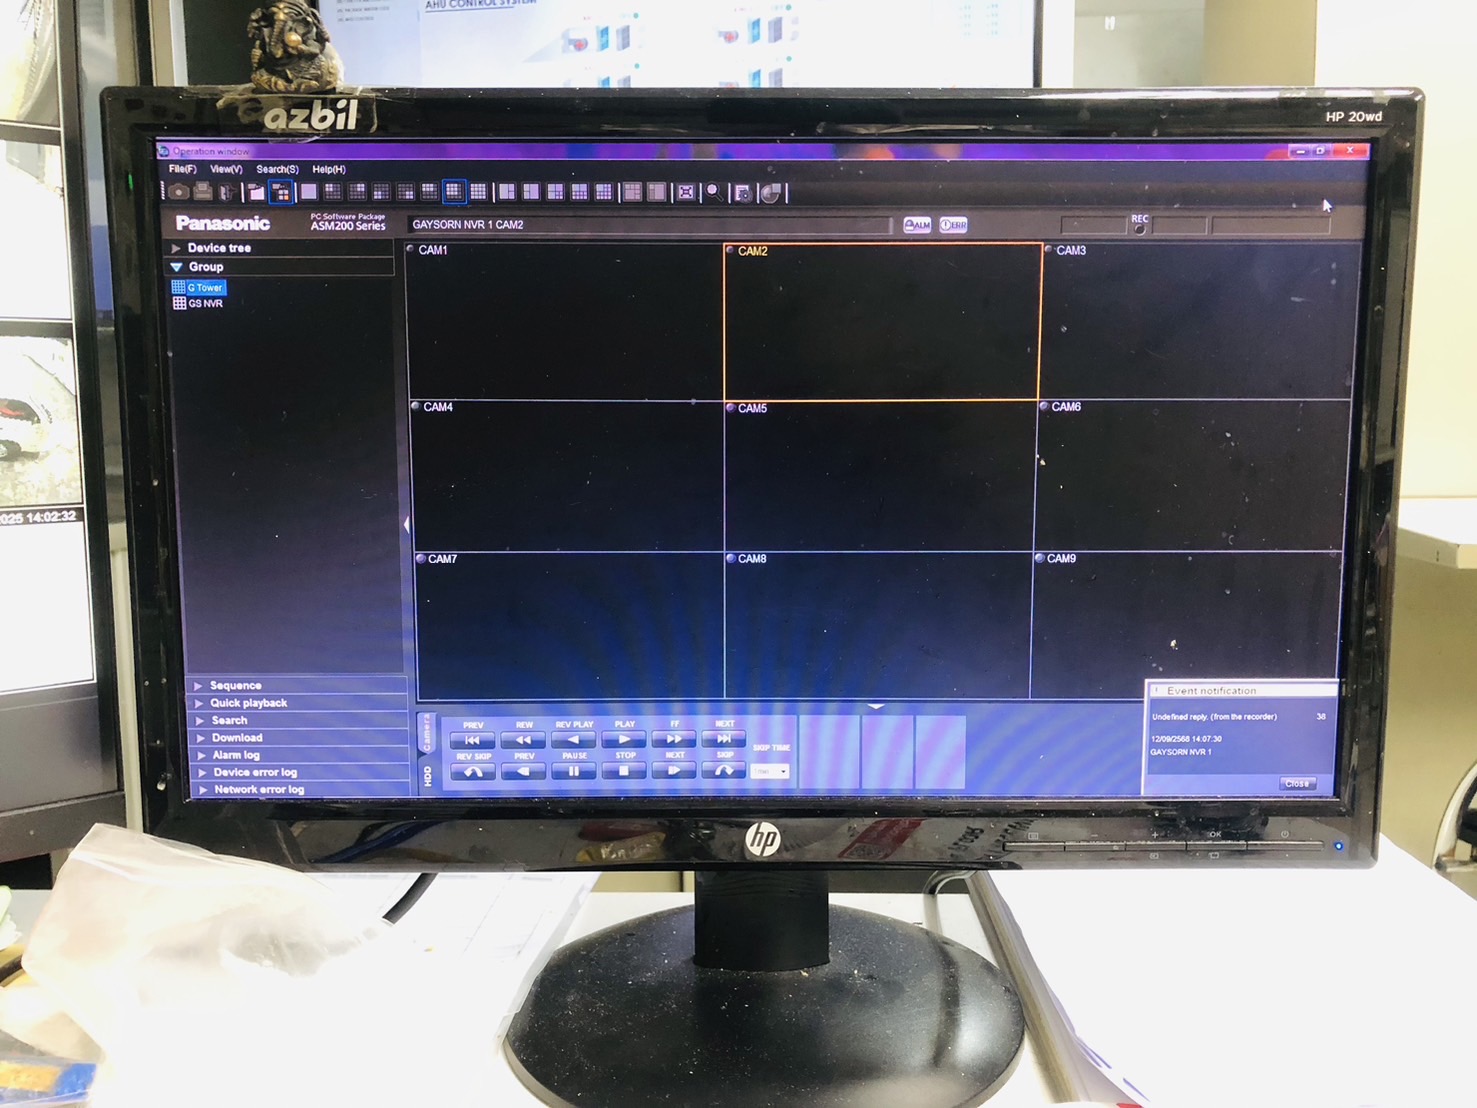 AHU CONTROL SYSTEM
azbil
HP 20wd
Operation window
File(F) View(V) Search(S) Help(H)
Panasonic
PC Software Package
ASM200 Series
GAYSORN NVR 1 CAM2
ALM
ERR
REC
Device tree
Group
G Tower
GS NVR
CAM1
CAM2
CAM3
CAM4
CAM5
CAM6
CAM7
CAM8
CAM9
025 14:02:32
Sequence
Quick playback
Search
Download
Alarm log
Device error log
Network error log
Camera
HDD
PREV REW REV PLAY PLAY FF NEXT
REV SKIP PREV PAUSE STOP NEXT SKIP
SKIP TIME
! Event notification
Undefined reply. (from the recorder) 38
12/09/2568 14:07:30
GAYSORN NVR 1
Close
hp
OK